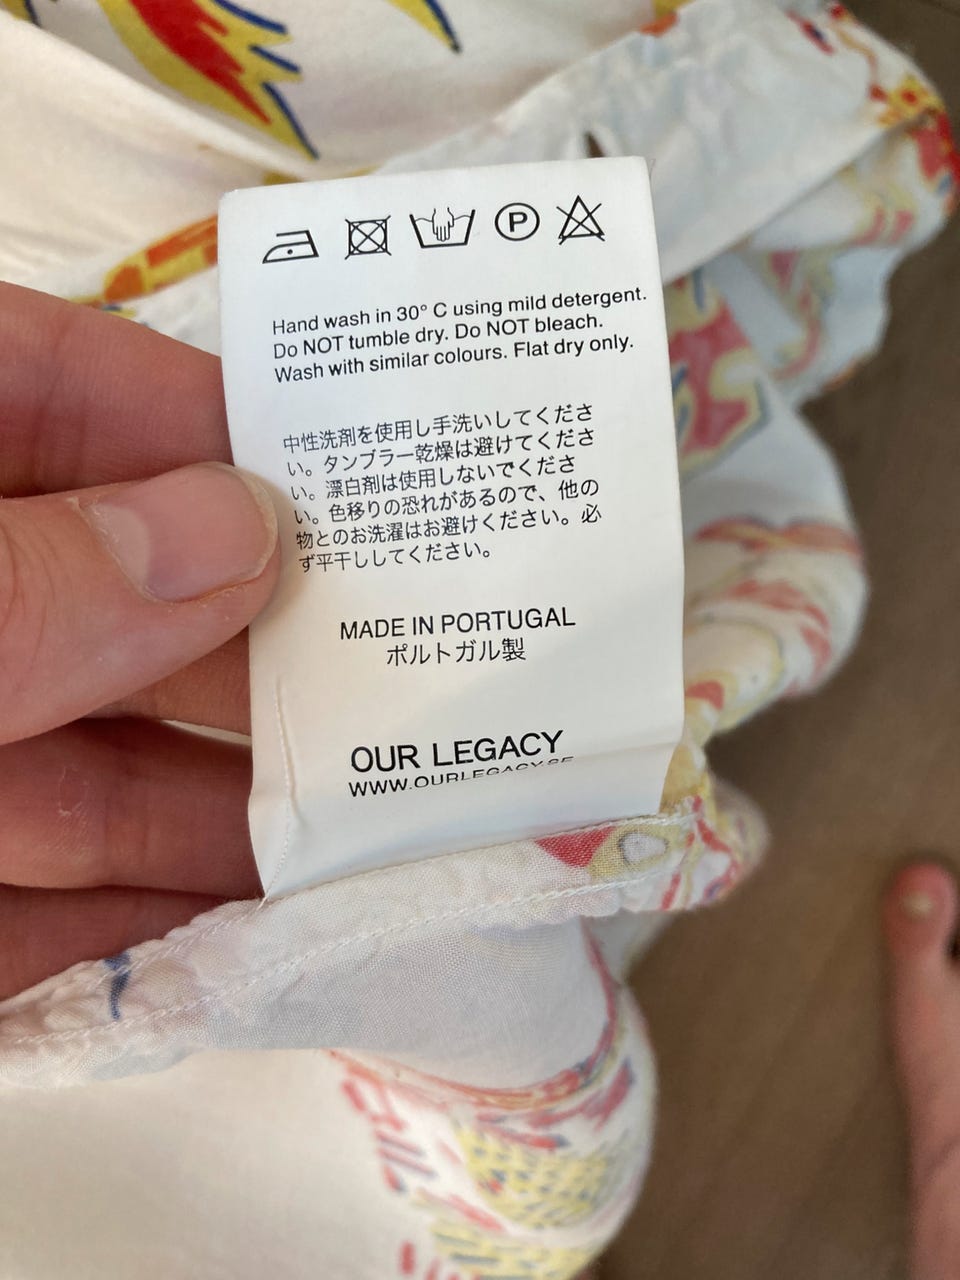 P
Hand wash in 30° C using mild detergent.
Do NOT tumble dry. Do NOT bleach.
Wash with similar colours. Flat dry only.
中性洗剤を使用し手洗いしてくださ
い。タンブラー乾燥は避けてくださ
い。漂白剤は使用しないでくださ
い。色移りの恐れがあるので、他の
物とのお洗濯はお避けください。必
ず平干ししてください。
MADE IN PORTUGAL
ポルトガル製
OUR LEGACY
WWW.OURLEGACY.SE